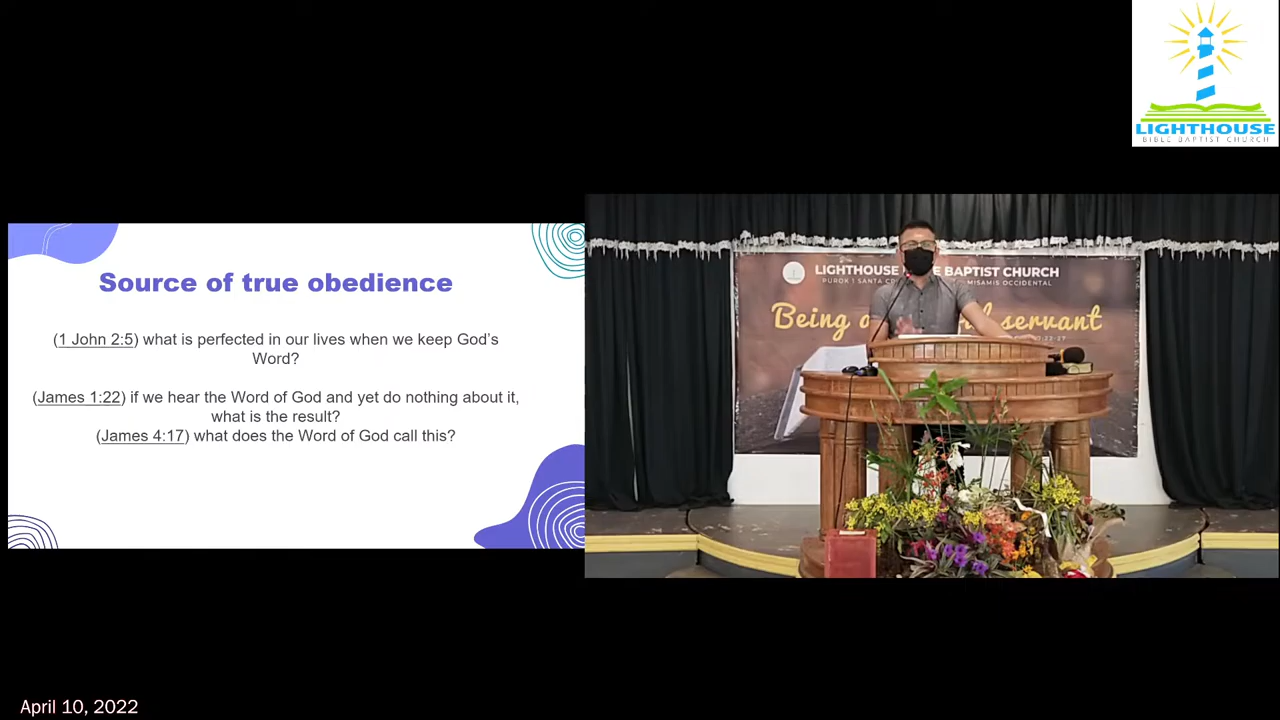 LIGHTHOUSE
BIBLE BAPTIST CHURCH
Source of true obedience
(1 John 2:5) what is perfected in our lives when we keep God's
Word?
(James 1:22) if we hear the Word of God and yet do nothing about it,
what is the result?
(James 4:17) what does the Word of God call this?
LIGHTHOUSE BAPTIST CHURCH
PUROK 1 SANTA MISAMIS OCCIDENTAL
Being servant
April 10, 2022